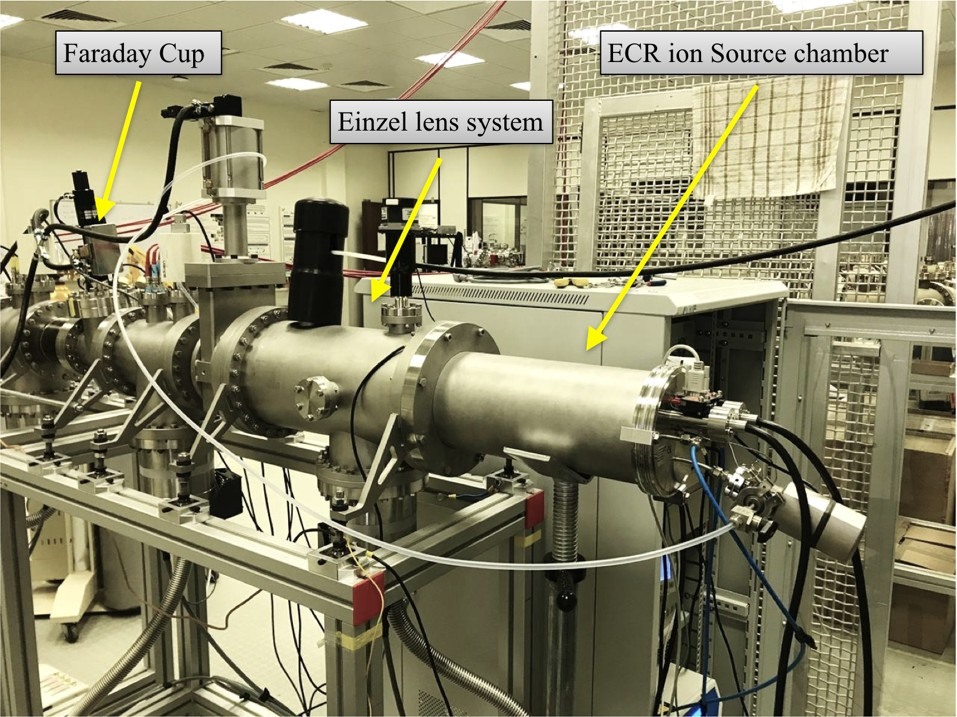 Faraday Cup
Einzel lens system
ECR ion Source chamber